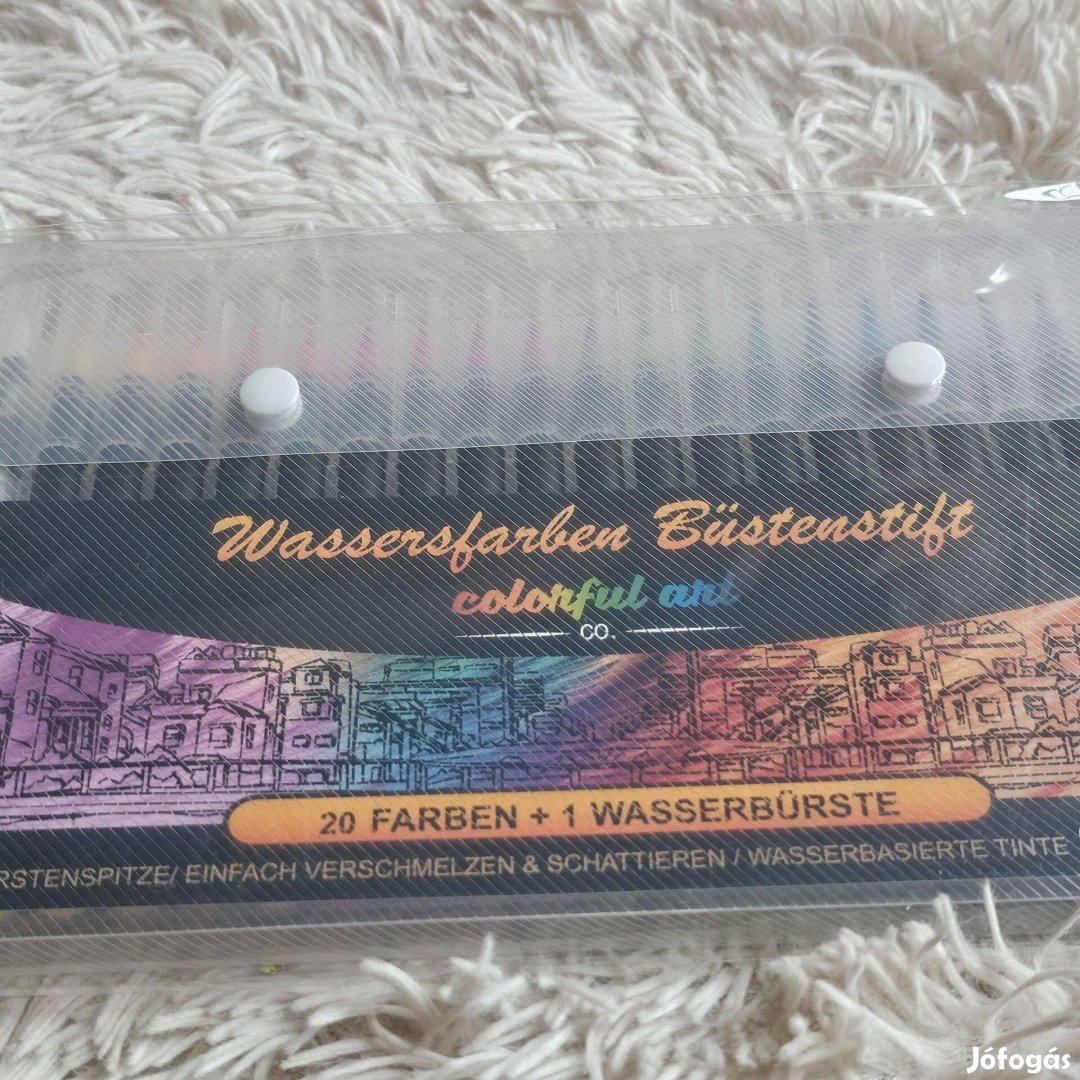 Wassersfarben Büstenstift
colorful art
CO.
20 FARBEN + 1 WASSERBÜRSTE
RSTENSPITZE/ EINFACH VERSCHMELZEN & SCHATTIEREN / WASSERBASIERTE TINTE
Jófogás